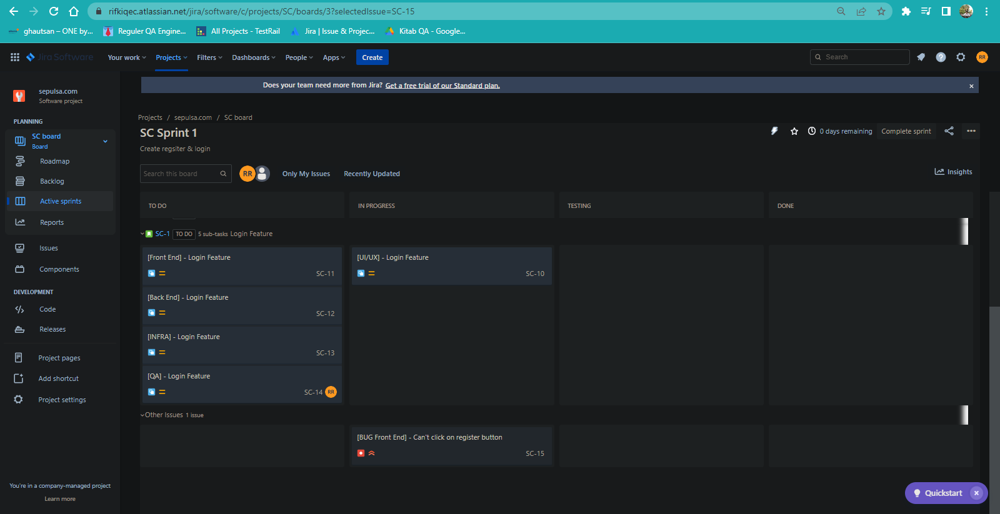 rifkiqec.atlassian.net/jira/software/c/projects/SC/boards/3?selectedIssue=SC-15
ghautsan – ONE by... Reguler QA Engine... All Projects - TestRail Jira | Issue & Projec... Kitab QA - Google...
Jira Software Your work Projects Filters Dashboards People Apps Create Search RR
Does your team need more from Jira? Get a free trial of our Standard plan.
sepulsa.com
Software project
PLANNING
SC board
Board
Roadmap
Backlog
Active sprints
Reports
Issues
Components
DEVELOPMENT
Code
Releases
Project pages
Add shortcut
Project settings
You're in a company-managed project
Learn more
Projects / sepulsa.com / SC board
SC Sprint 1
0 days remaining Complete sprint
Create regsiter & login
Search this board RR Only My Issues Recently Updated Insights
TO DO IN PROGRESS TESTING DONE
SC-1 TO DO 5 sub-tasks Login Feature
[Front End] - Login Feature
SC-11
[UI/UX] - Login Feature
SC-10
[Back End] - Login Feature
SC-12
[INFRA] - Login Feature
SC-13
[QA] - Login Feature
SC-14 RR
Other Issues 1 issue
[BUG Front End] - Can't click on register button
SC-15
Quickstart